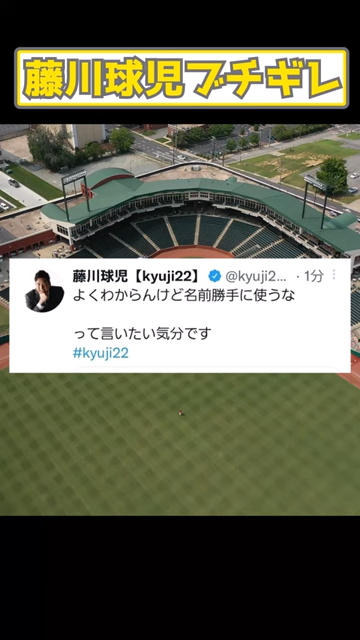 藤川球児ブチギレ
藤川球児【kyuji22】 @kyuji2... ・1分
よくわからんけど名前勝手に使うな
って言いたい気分です
#kyuji22